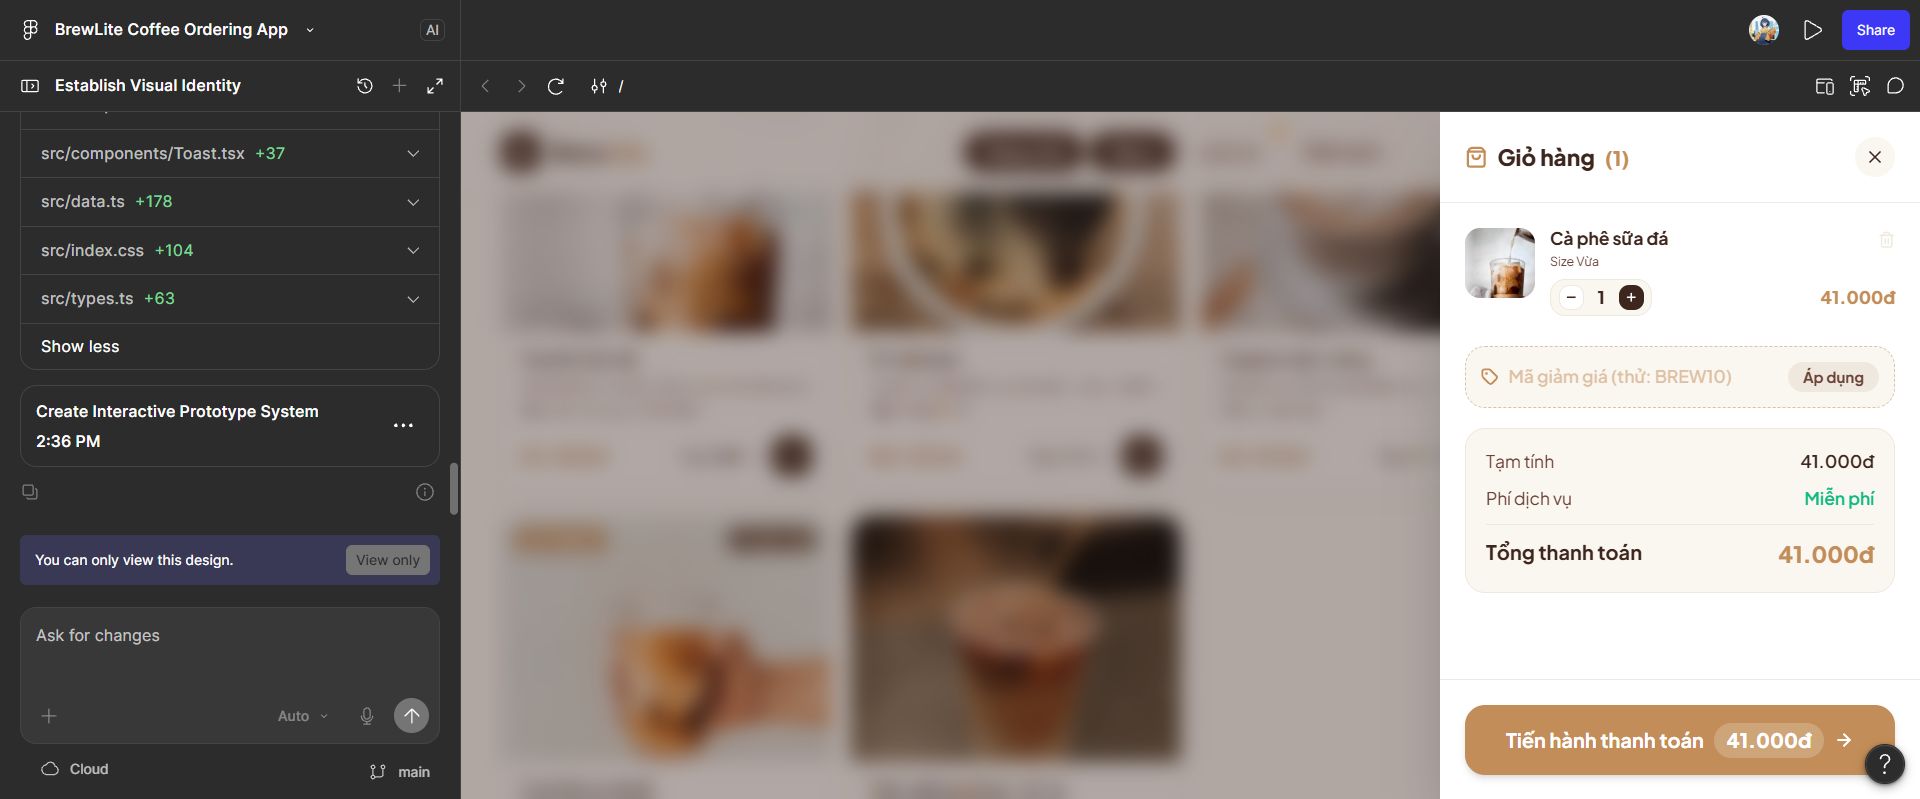 BrewLite Coffee Ordering App
AI
Share
Establish Visual Identity
/
src/components/Toast.tsx +37
src/data.ts +178
src/index.css +104
src/types.ts +63
Show less
Create Interactive Prototype System
2:36 PM
You can only view this design.
View only
Ask for changes
Auto
Cloud
main
Giỏ hàng (1)
Cà phê sữa đá
Size Vừa
1
41.000đ
Mã giảm giá (thử: BREW10)
Áp dụng
Tạm tính 41.000đ
Phí dịch vụ Miễn phí
Tổng thanh toán 41.000đ
Tiến hành thanh toán 41.000đ
?